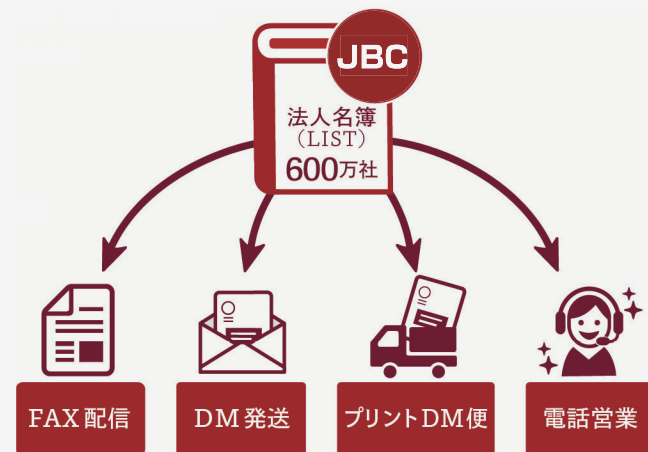 JBC
法人名簿
(LIST)
600万社
FAX配信
DM発送
プリントDM便
電話営業